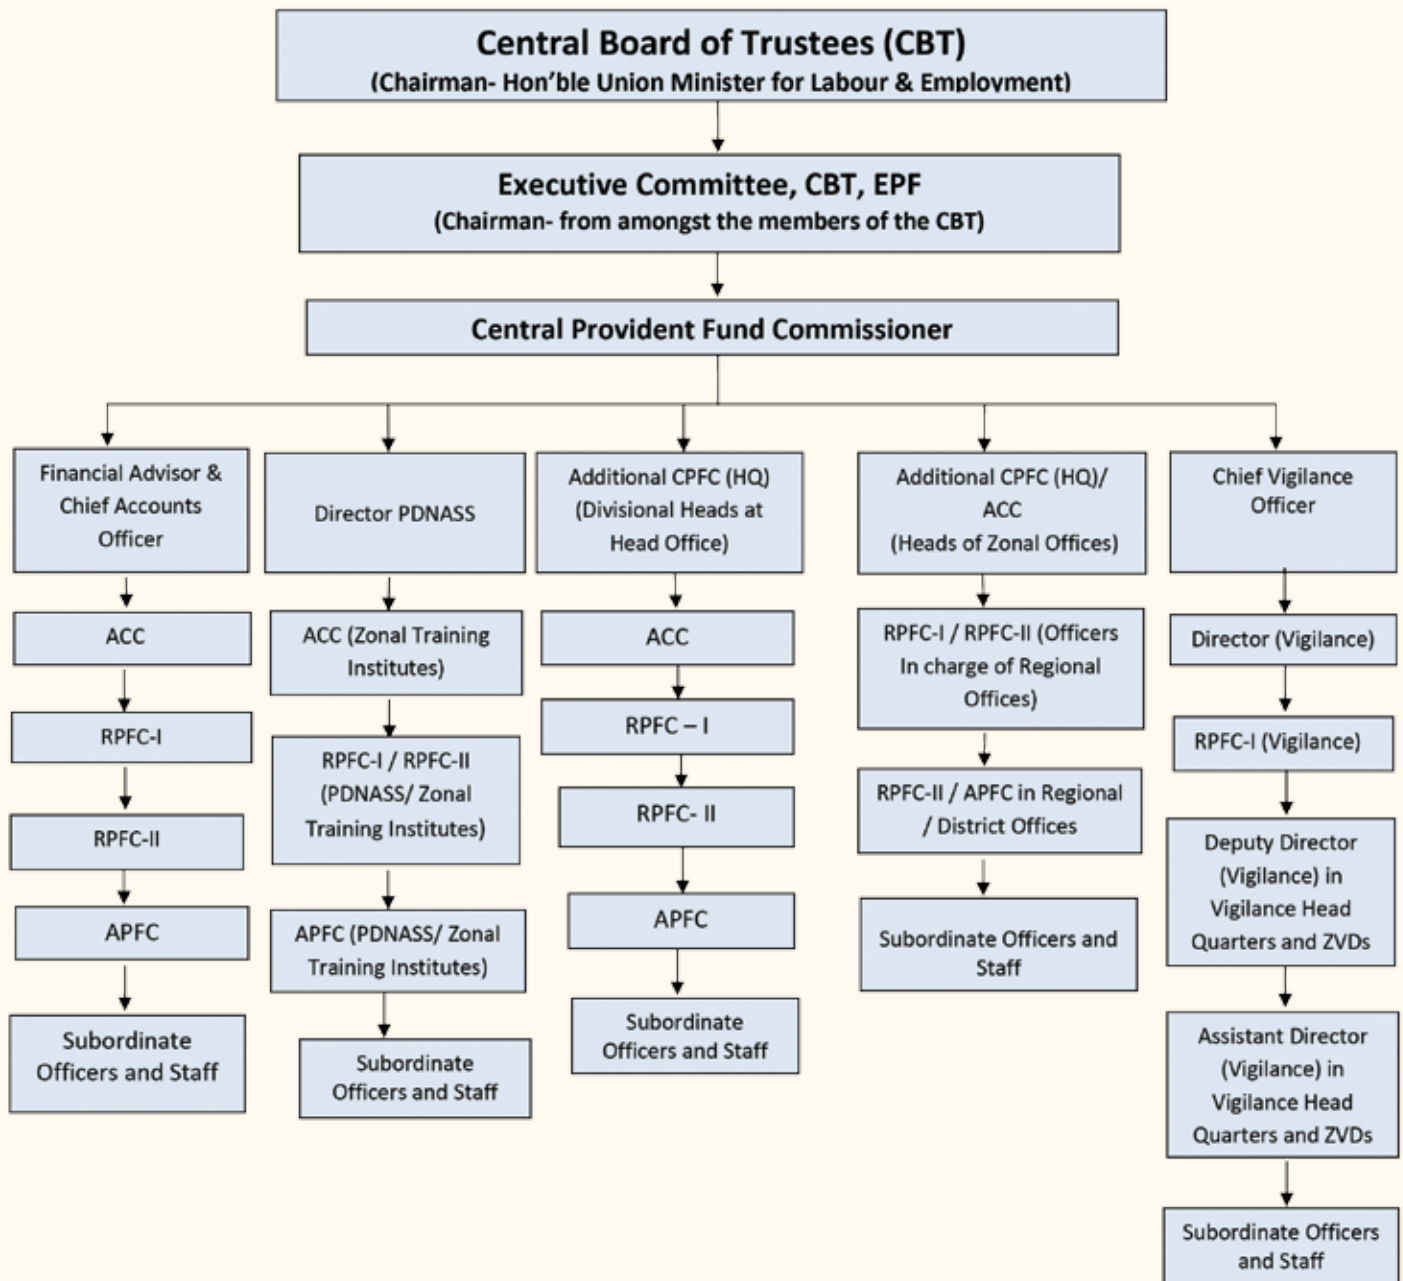 Central Board of Trustees (CBT)
(Chairman- Hon’ble Union Minister for Labour & Employment)
Executive Committee, CBT, EPF
(Chairman- from amongst the members of the CBT)
Central Provident Fund Commissioner
Financial Advisor &
Chief Accounts
Officer
ACC
RPFC-I
RPFC-II
APFC
Subordinate
Officers and Staff
Director PDNASS
ACC (Zonal Training
Institutes)
RPFC-I / RPFC-II
(PDNASS/ Zonal
Training Institutes)
APFC (PDNASS/ Zonal
Training Institutes)
Subordinate
Officers and Staff
Additional CPFC (HQ)
(Divisional Heads at
Head Office)
ACC
RPFC – I
RPFC- II
APFC
Subordinate
Officers and Staff
Additional CPFC (HQ)/
ACC
(Heads of Zonal Offices)
RPFC-I / RPFC-II (Officers
In charge of Regional
Offices)
RPFC-II / APFC in Regional
/ District Offices
Subordinate Officers and
Staff
Chief Vigilance
Officer
Director (Vigilance)
RPFC-I (Vigilance)
Deputy Director
(Vigilance) in
Vigilance Head
Quarters and ZVDs
Assistant Director
(Vigilance) in
Vigilance Head
Quarters and ZVDs
Subordinate Officers
and Staff